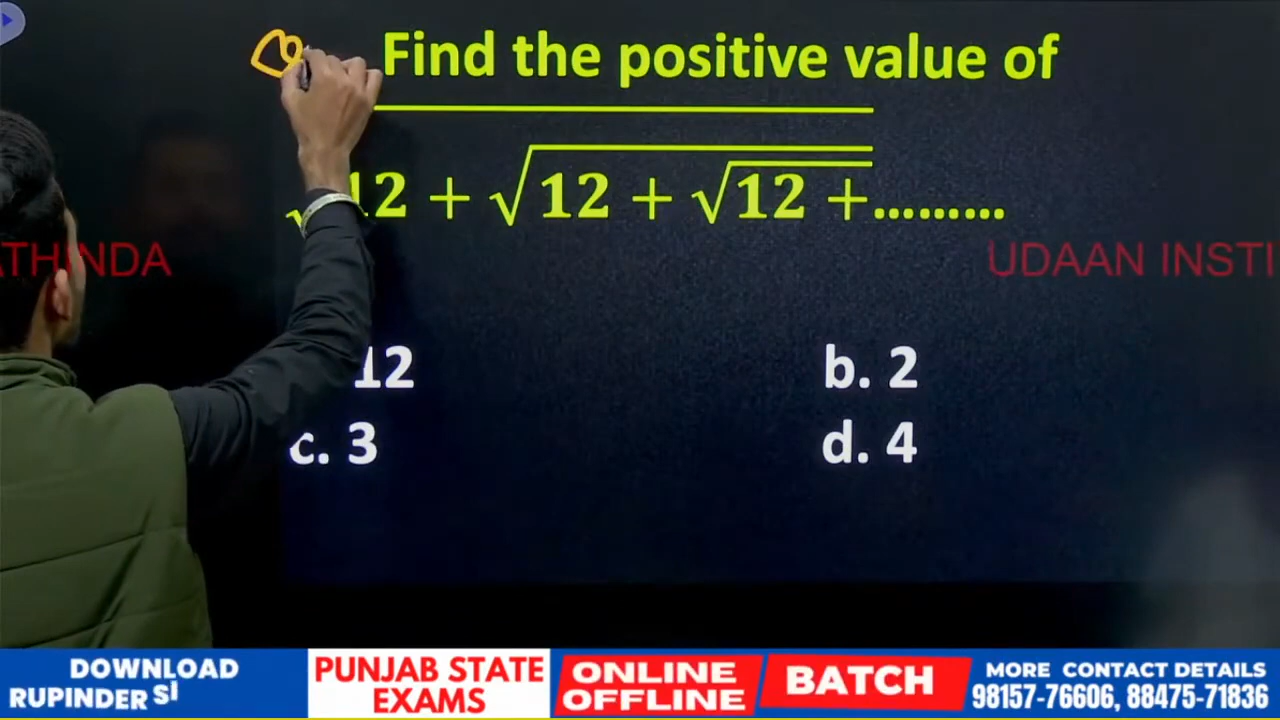 Find the positive value of
√12 + √12 + √12 +.........
ATHINDA
UDAAN INSTI
12
b. 2
c. 3
d. 4
DOWNLOAD
RUPINDER SI
PUNJAB STATE
EXAMS
ONLINE
OFFLINE
BATCH
MORE CONTACT DETAILS
98157-76606, 88475-71836